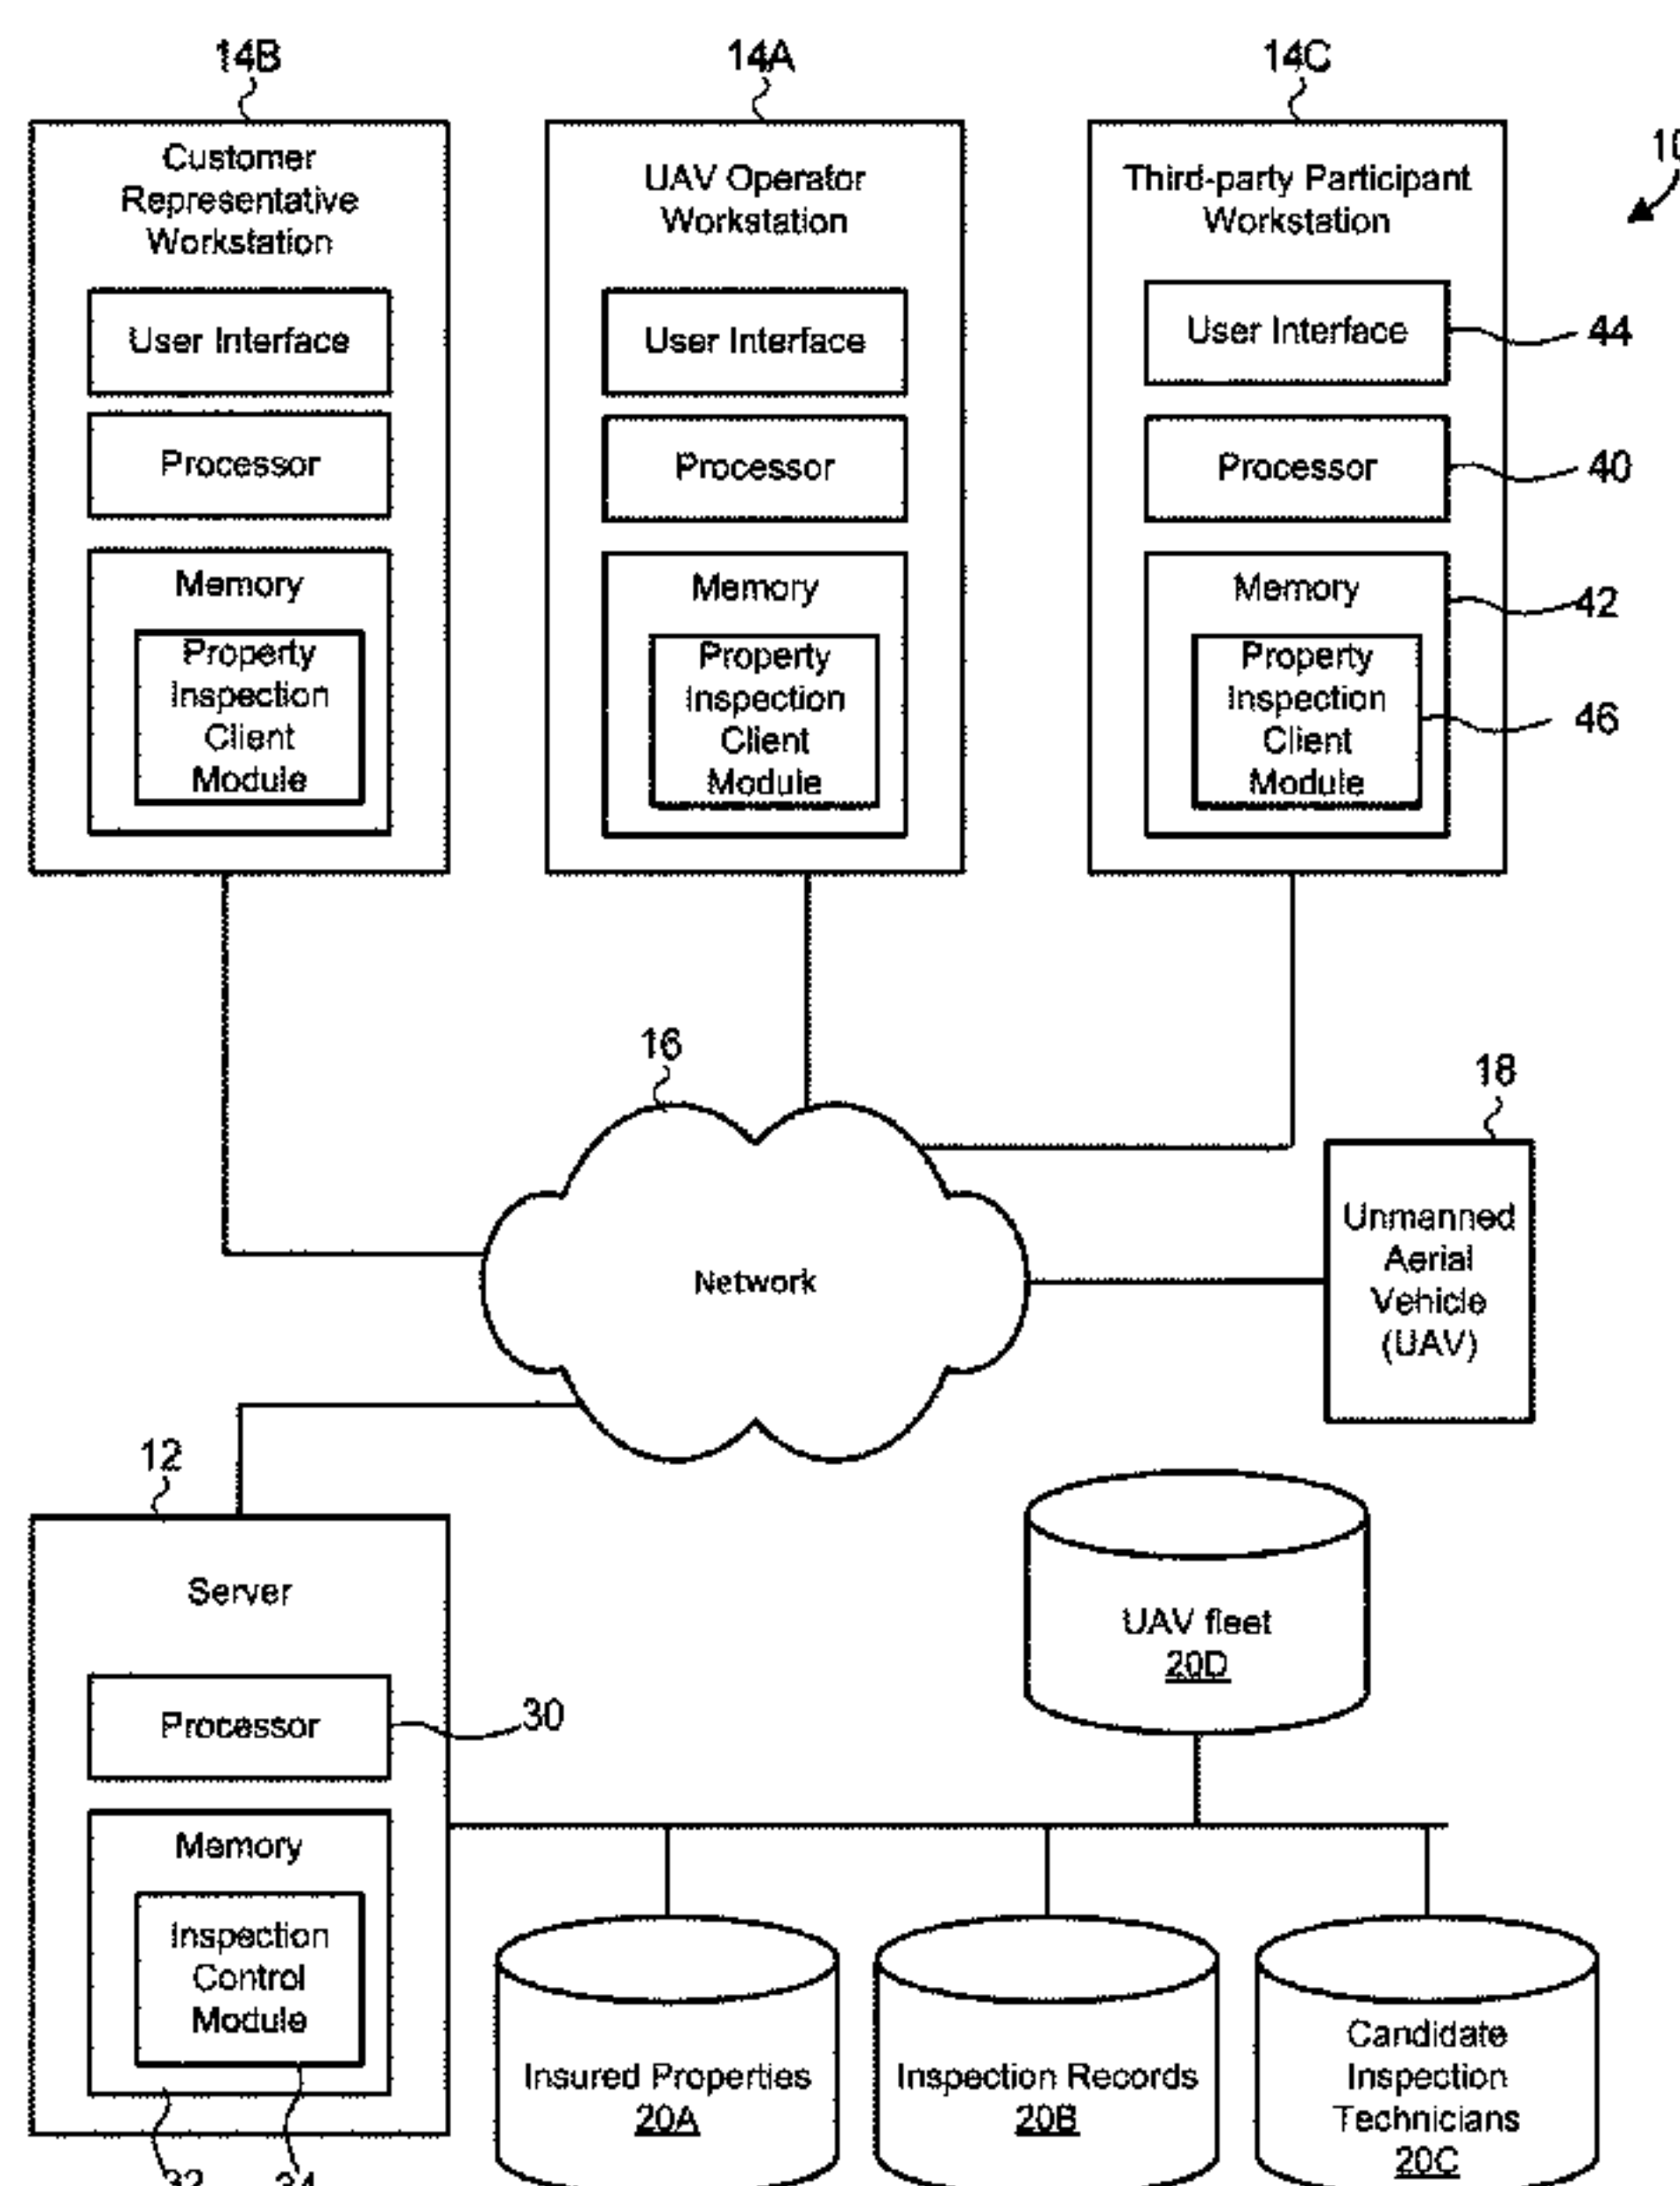 14B
14A
14C
10
Customer
Representative
Workstation
User Interface
Processor
Memory
Property
Inspection
Client
Module
UAV Operator
Workstation
User Interface
Processor
Memory
Property
Inspection
Client
Module
Third-party Participant
Workstation
User Interface
44
Processor
40
Memory
42
Property
Inspection
Client
Module
46
16
Network
18
Unmanned
Aerial
Vehicle
(UAV)
12
Server
Processor
30
Memory
Inspection
Control
Module
32
34
UAV fleet
20D
Insured Properties
20A
Inspection Records
20B
Candidate
Inspection
Technicians
20C